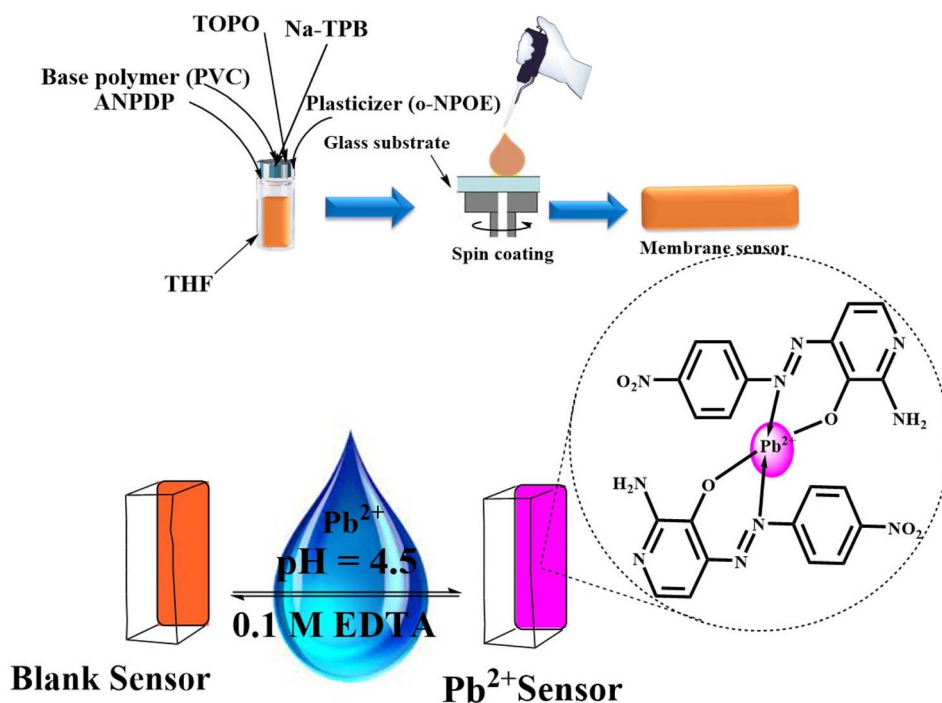 TOPO
Na-TPB
Base polymer (PVC)
ANPDP
Plasticizer (o-NPOE)
Glass substrate
THF
Spin coating
Membrane sensor
N
N
N
O₂N
N
O
NH₂
Pb²⁺
H₂N
O
N
N
N
NO₂
Pb²⁺
pH = 4.5
0.1 M EDTA
Blank Sensor
Pb²⁺Sensor